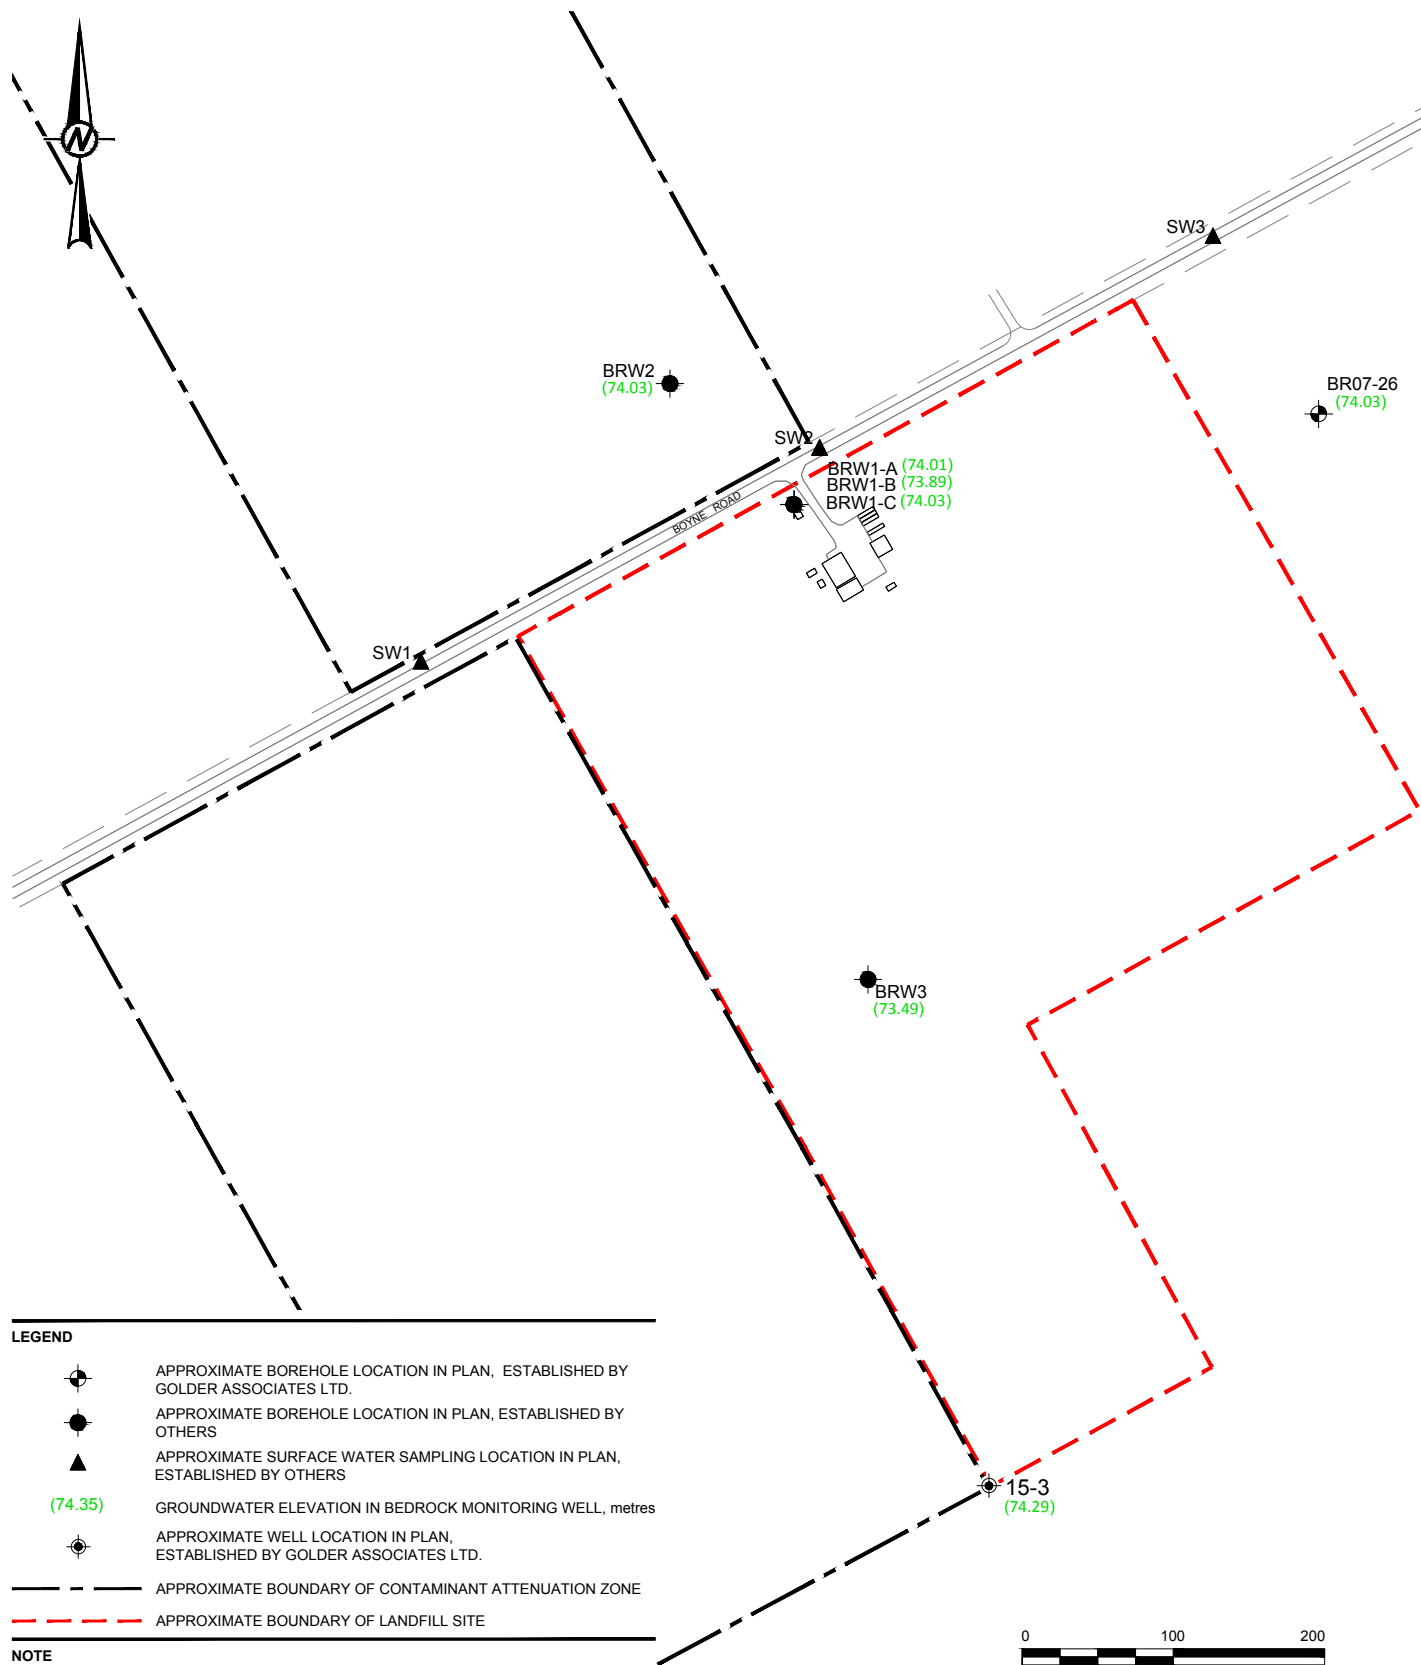 N
SW3
BRW2
(74.03)
BR07-26
(74.03)
SW2
BRW1-A (74.01)
BRW1-B (73.89)
BRW1-C (74.03)
BOYNE ROAD
SW1
BRW3
(73.49)
15-3
(74.29)
LEGEND
APPROXIMATE BOREHOLE LOCATION IN PLAN, ESTABLISHED BY
GOLDER ASSOCIATES LTD.
APPROXIMATE BOREHOLE LOCATION IN PLAN, ESTABLISHED BY
OTHERS
APPROXIMATE SURFACE WATER SAMPLING LOCATION IN PLAN,
ESTABLISHED BY OTHERS
(74.35) GROUNDWATER ELEVATION IN BEDROCK MONITORING WELL, metres
APPROXIMATE WELL LOCATION IN PLAN,
ESTABLISHED BY GOLDER ASSOCIATES LTD.
APPROXIMATE BOUNDARY OF CONTAMINANT ATTENUATION ZONE
APPROXIMATE BOUNDARY OF LANDFILL SITE
NOTE
0 100 200